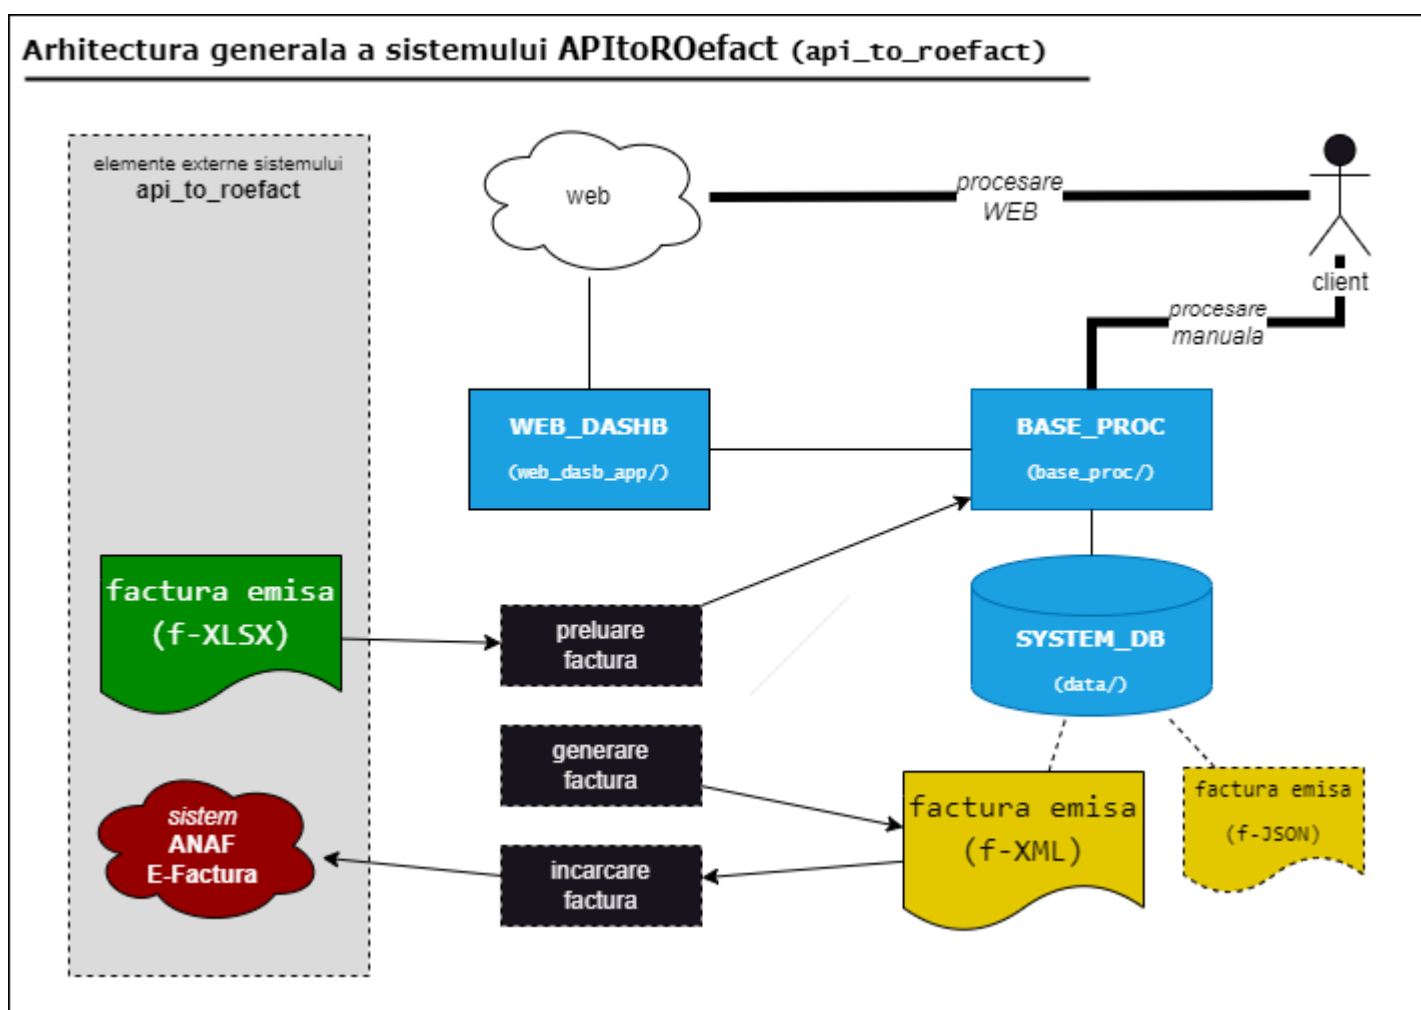 Arhitectura generala a sistemului APItoROefact (api_to_roefact)
elemente externe sistemului
api_to_roefact
web
procesare
WEB
client
procesare
manuala
WEB_DASHB
(web_dasb_app/)
BASE_PROC
(base_proc/)
factura emisa
(f-XLSX)
preluare
factura
SYSTEM_DB
(data/)
generare
factura
factura emisa
(f-XML)
factura emisa
(f-JSON)
sistem
ANAF
E-Factura
incarcare
factura